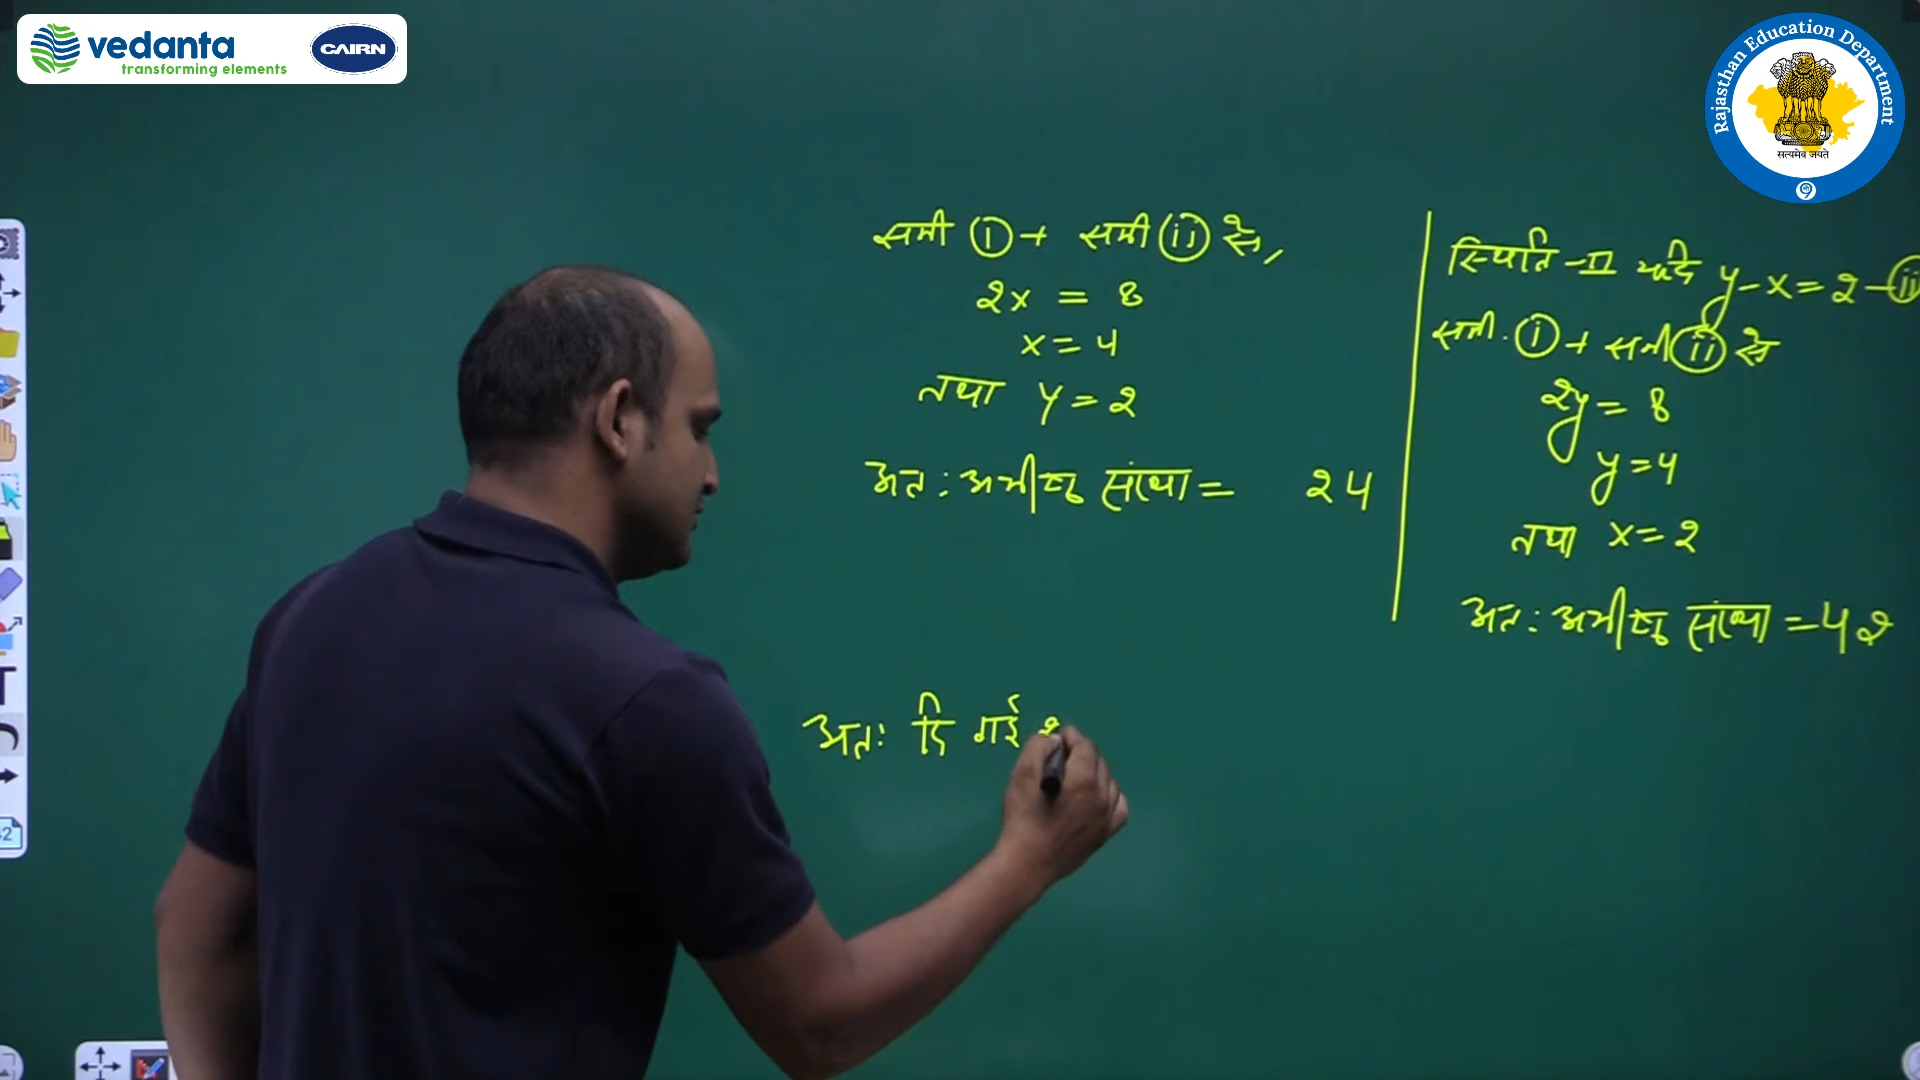 vedanta
transforming elements
CAIRN
Rajasthan Education Department
सत्यमेव जयते
समी (i) + समी (ii) से,
2x = 8
x = 4
तथा y = 2
अतः अभीष्ट संख्या = 24
स्थिति - II यदि y - x = 2 - (ii
समी. (i) + समी (ii) से
2y = 8
y = 4
तथा x = 2
अतः अभीष्ट संख्या = 42
अतः दि गई
T